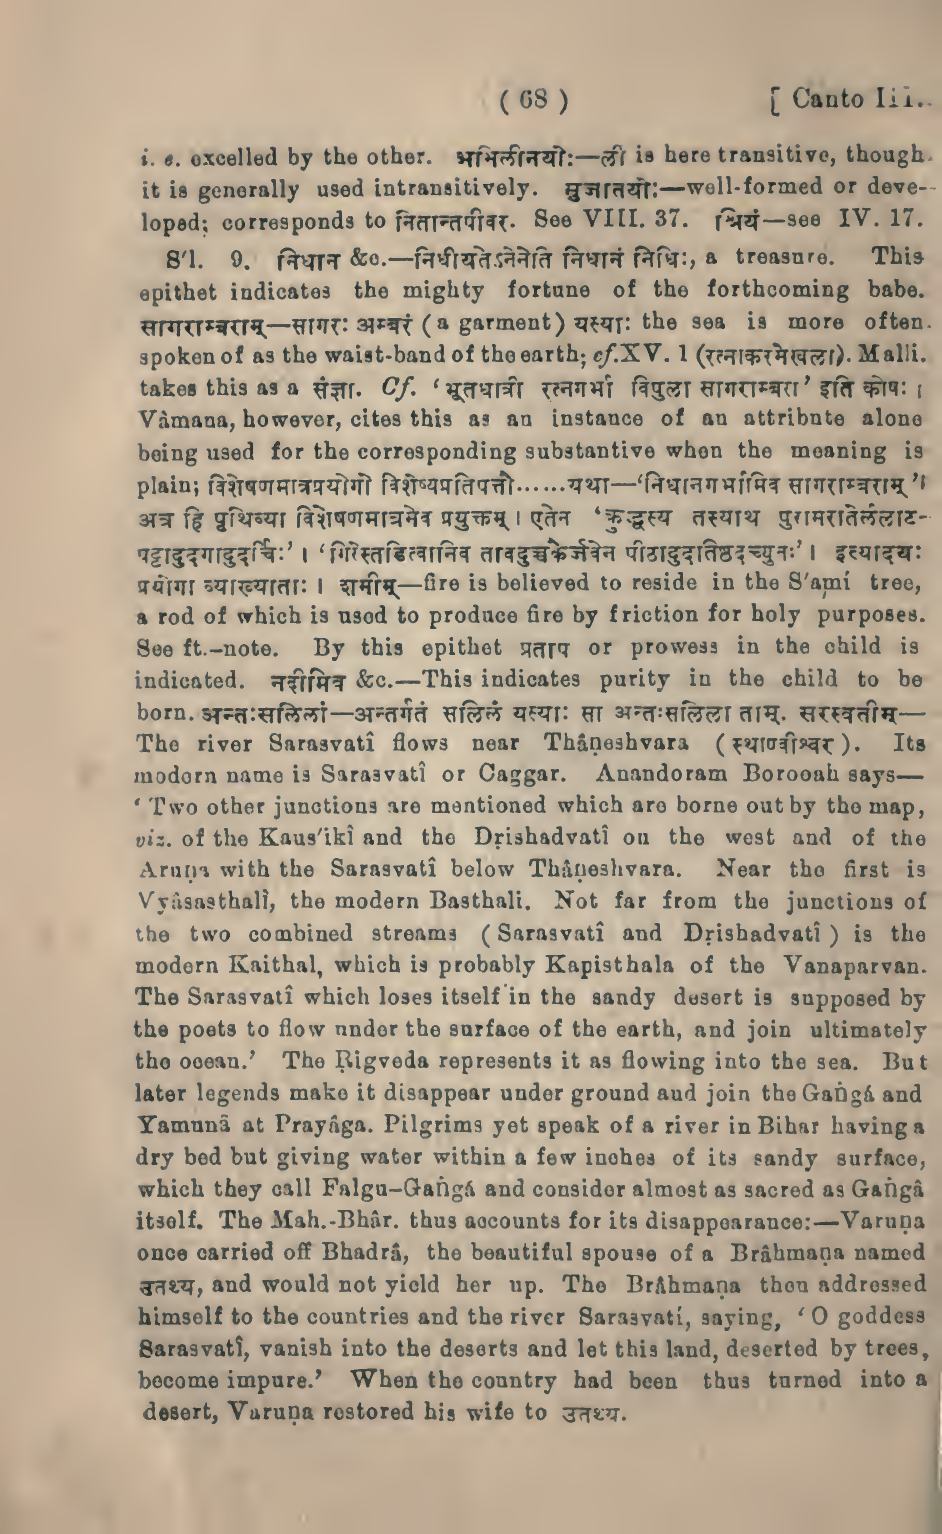 ( 68 ) [ Canto III.
i. e. excelled by the other. अभिलीनयोः—ली is here transitive, though
it is generally used intransitively. सुजातयोः—well-formed or deve-
loped; corresponds to नितान्तपीवर. See VIII. 37. श्रियं—see IV. 17.
S'l. 9. निधान &c.—निधीयतेऽनेनेति निधानं निधिः, a treasure. This
epithet indicates the mighty fortune of the forthcoming babe.
सागराम्बराम्—सागरः अम्बरं (a garment) यस्याः the sea is more often
spoken of as the waist-band of the earth; cf. XV. 1 (रत्नाकरमेखला). Malli.
takes this as a संज्ञा. Cf. ‘भूतधात्री रत्नगर्भा विपुला सागराम्बरा’ इति कोषः ।
Vâmana, however, cites this as an instance of an attribute alone
being used for the corresponding substantive when the meaning is
plain; विशेषणमात्रप्रयोगो विशेष्यप्रतिपत्तौ......यथा—‘निधानगर्भामिव सागराम्बराम्’।
अत्र हि पृथिव्या विशेषणमात्रमेव प्रयुक्तम् । एतेन ‘क्रुद्धस्य तस्याथ पुरामरातेर्ललाट-
पट्टादुदगादुदर्चिः’ । ‘गिरेस्तडित्वानिव तावदुच्चकैर्जवेन पीठादुदतिष्ठदच्युतः’ । इत्यादयः
प्रयोगा व्याख्याताः । शमीम्—fire is believed to reside in the S'amí tree,
a rod of which is used to produce fire by friction for holy purposes.
See ft.-note. By this epithet प्रताप or prowess in the child is
indicated. नदीमिव &c.—This indicates purity in the child to be
born. अन्तःसलिलां—अन्तर्गतं सलिलं यस्याः सा अन्तःसलिला ताम्. सरस्वतीम्—
The river Sarasvatî flows near Thâṇeshvara (स्थाण्वीश्वर). Its
modern name is Sarasvatî or Caggar. Anandoram Borooah says—
‘Two other junctions are mentioned which are borne out by the map,
viz. of the Kaus'ikî and the Dṛishadvatî on the west and of the
Aruṇa with the Sarasvatî below Thâṇeshvara. Near the first is
Vyâsasthalî, the modern Basthali. Not far from the junctions of
the two combined streams (Sarasvatî and Dṛishadvatî) is the
modern Kaithal, which is probably Kapisthala of the Vanaparvan.
The Sarasvatî which loses itself in the sandy desert is supposed by
the poets to flow under the surface of the earth, and join ultimately
the ocean.’ The Ṛigveda represents it as flowing into the sea. But
later legends make it disappear under ground aud join the Gaṅgá and
Yamunâ at Prayâga. Pilgrims yet speak of a river in Bihar having a
dry bed but giving water within a few inches of its sandy surface,
which they call Falgu-Gaṅgá and consider almost as sacred as Gaṅgâ
itself. The Mah.-Bhâr. thus accounts for its disappearance:—Varuṇa
once carried off Bhadrâ, the beautiful spouse of a Brâhmaṇa named
उतथ्य, and would not yield her up. The Brâhmaṇa then addressed
himself to the countries and the river Sarasvatí, saying, ‘O goddess
Sarasvatî, vanish into the deserts and let this land, deserted by trees,
become impure.’ When the country had been thus turned into a
desert, Varuṇa restored his wife to उतथ्य.